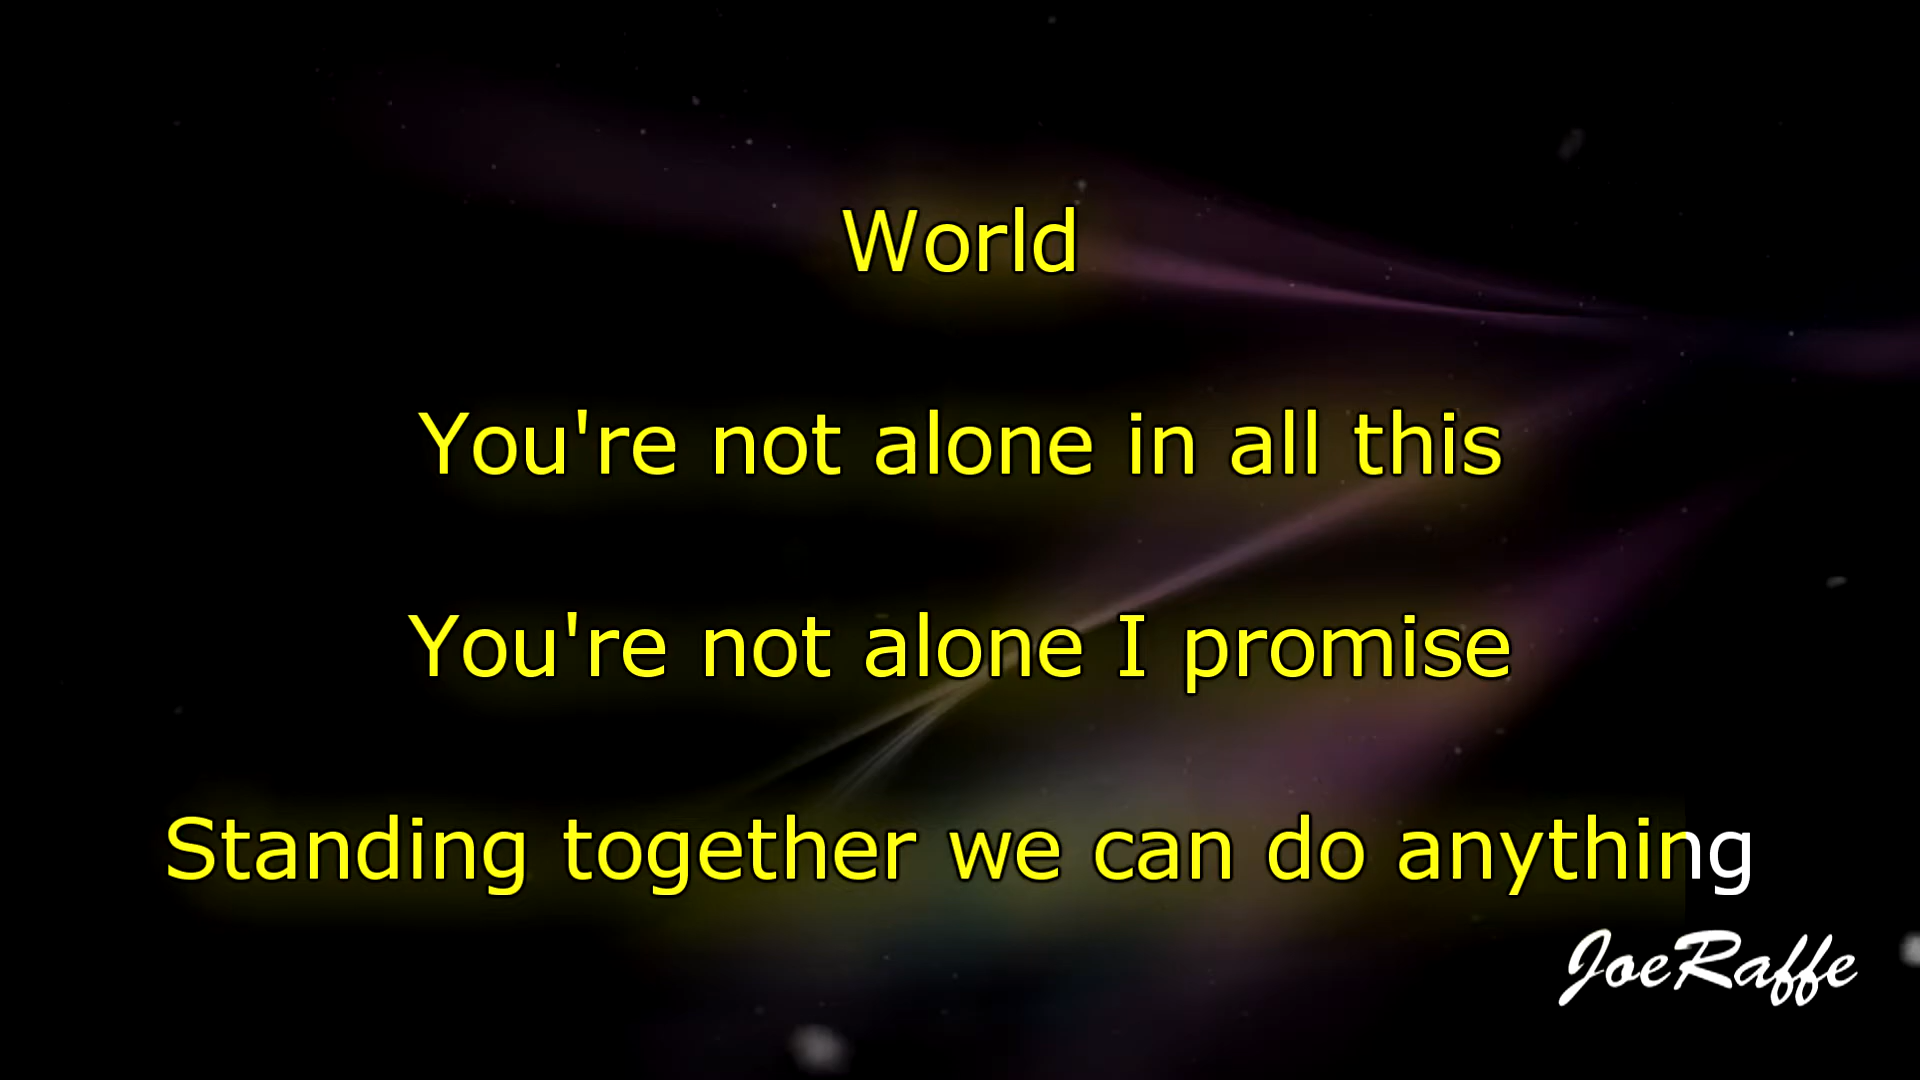 World
You're not alone in all this
You're not alone I promise
Standing together we can do anything
JoeRaffe